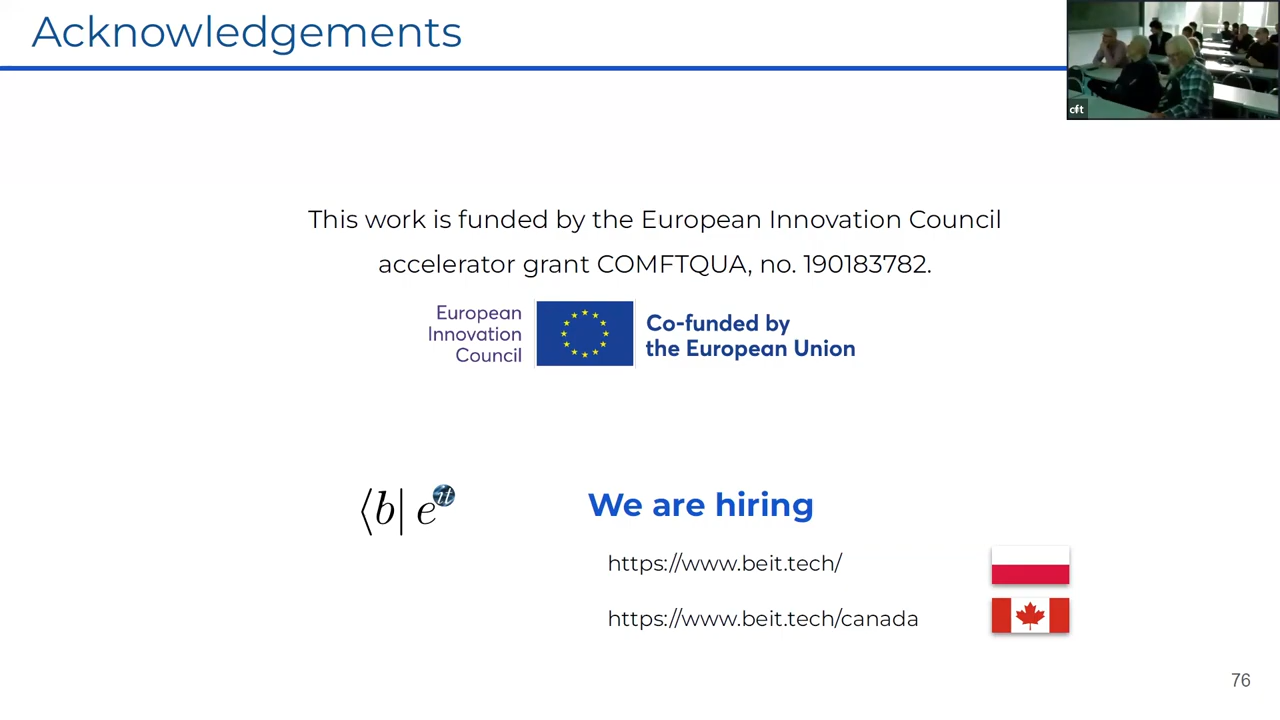 Acknowledgements
cft
This work is funded by the European Innovation Council
accelerator grant COMFTQUA, no. 190183782.
European
Innovation
Council
Co-funded by
the European Union
⟨b| e^it
We are hiring
https://www.beit.tech/
https://www.beit.tech/canada
76